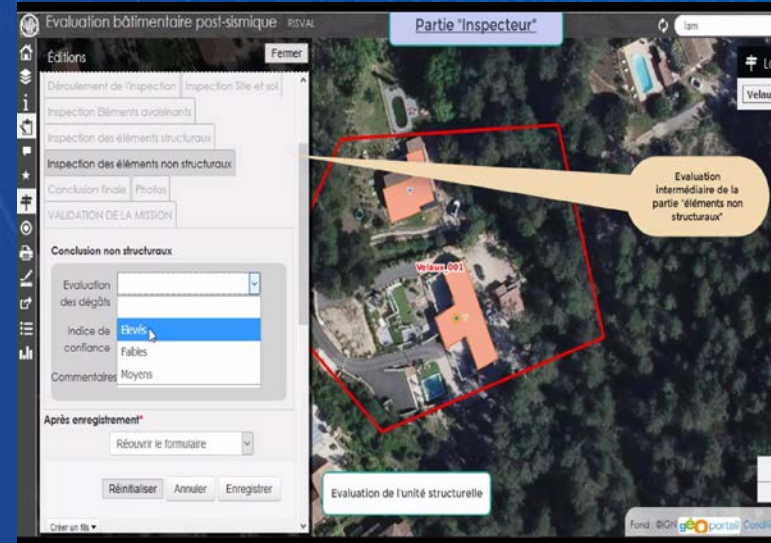 Evaluation bâtimentaire post-sismique RISVAL
Partie "Inspecteur"
lam
Éditions
Fermer
Déroulement de l'inspection
Inspection Site et sol
Inspection Eléments avoisinants
Inspection des éléments structuraux
Inspection des éléments non structuraux
Conclusion finale
Photos
VALIDATION DE LA MISSION
Conclusion non structuraux
Evaluation
des dégâts
Indice de
confiance
Elevés
Faibles
Moyens
Commentaires
Après enregistrement*
Réouvrir le formulaire
Réinitialiser
Annuler
Enregistrer
Créer un fils
Velaux_001
Evaluation
intermédiaire de la
partie "éléments non
structuraux"
Evaluation de l'unité structurelle
Lo
Velau
Fond : ©IGN géoportail Conditi